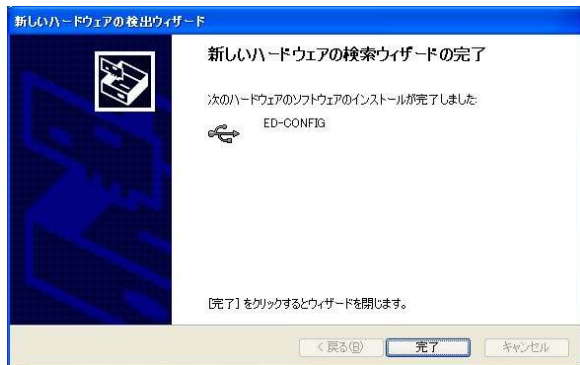 新しいハードウェアの検出ウィザード
新しいハードウェアの検索ウィザードの完了
次のハードウェアのソフトウェアのインストールが完了しました:
ED-CONFIG
[完了] をクリックするとウィザードを閉じます。
< 戻る(B)
完了
キャンセル